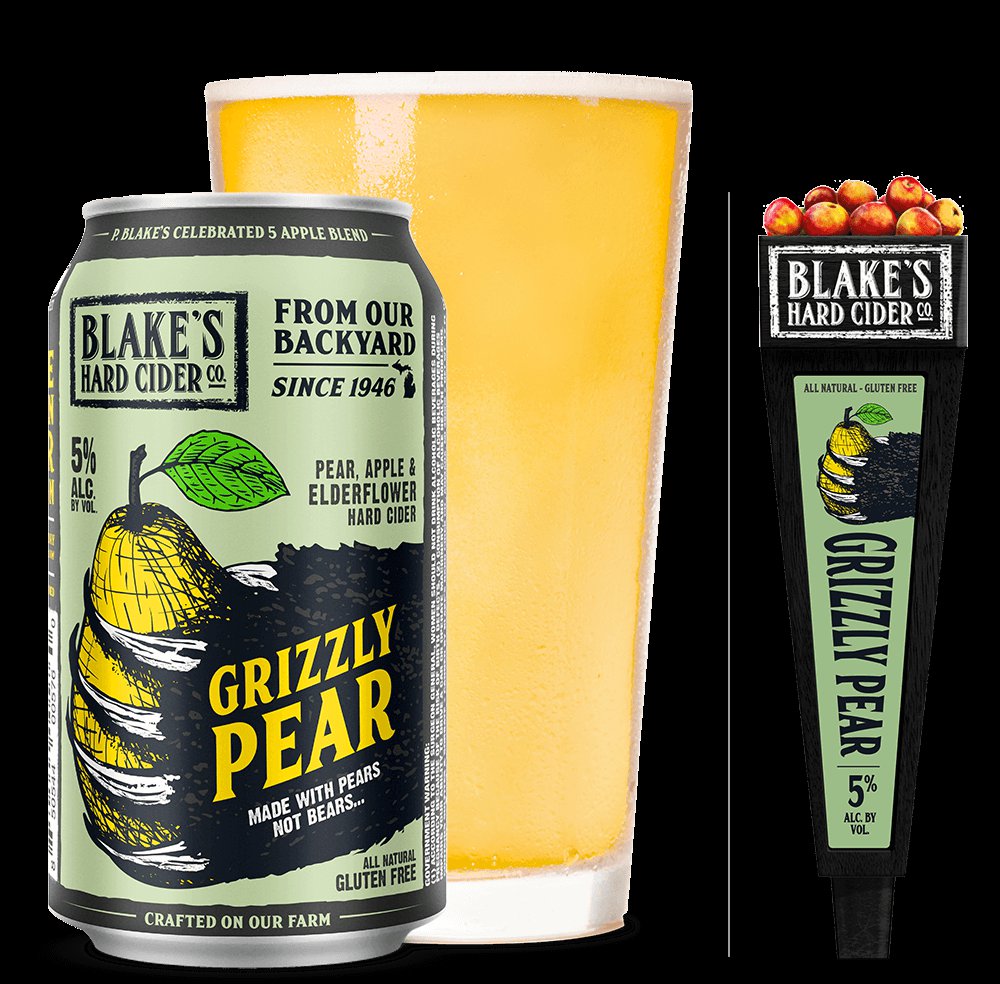 P. BLAKE'S CELEBRATED 5 APPLE BLEND
BLAKE'S
HARD CIDER CO.
FROM OUR
BACKYARD
SINCE 1946
5%
ALC.
BY VOL.
PEAR, APPLE &
ELDERFLOWER
HARD CIDER
GRIZZLY
PEAR
MADE WITH PEARS
NOT BEARS...
ALL NATURAL
GLUTEN FREE
CRAFTED ON OUR FARM
GOVERNMENT WARNING:
BLAKE'S
HARD CIDER CO.
ALL NATURAL - GLUTEN FREE
GRIZZLY PEAR
5%
ALC. BY
VOL.